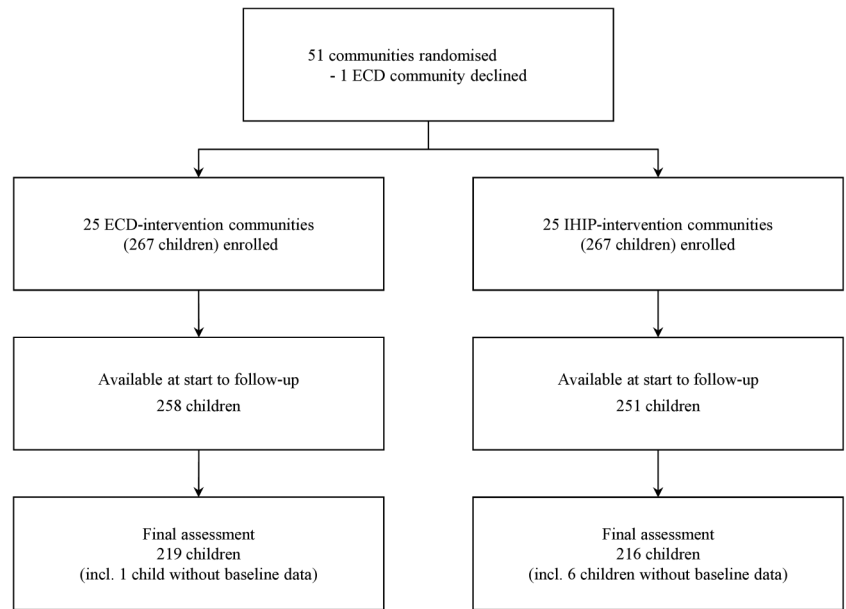 51 communities randomised
- 1 ECD community declined
25 ECD-intervention communities
(267 children) enrolled
25 IHIP-intervention communities
(267 children) enrolled
Available at start to follow-up
258 children
Available at start to follow-up
251 children
Final assessment
219 children
(incl. 1 child without baseline data)
Final assessment
216 children
(incl. 6 children without baseline data)